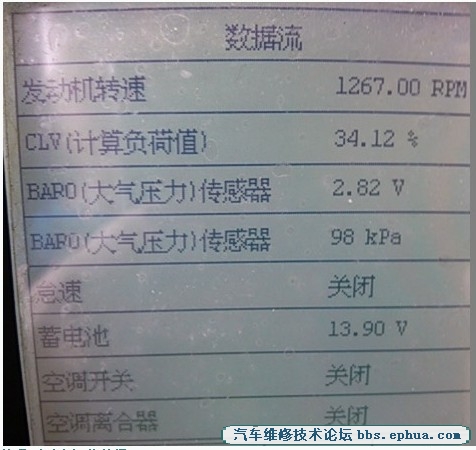 数据流
发动机转速 1267.00 RPM
CLV(计算负荷值) 34.12 %
BARO(大气压力)传感器 2.82 V
BARO(大气压力)传感器 98 kPa
怠速 关闭
蓄电池 13.90 V
空调开关 关闭
空调离合器 关闭
汽车维修技术论坛 bbs.ephua.com